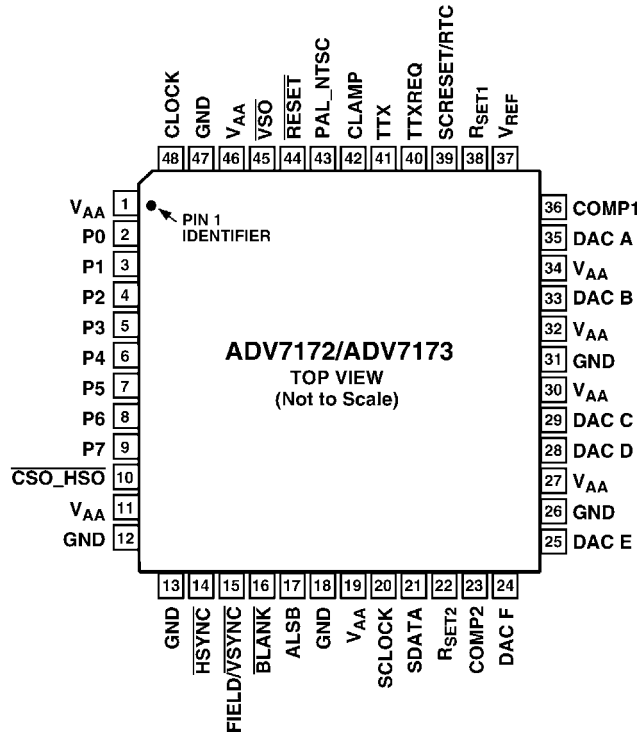 CLOCK
GND
VAA
VSO
RESET
PAL_NTSC
CLAMP
TTX
TTXREQ
SCRESET/RTC
RSET1
VREF
48 47 46 45 44 43 42 41 40 39 38 37
VAA 1
P0 2
P1 3
P2 4
P3 5
P4 6
P5 7
P6 8
P7 9
CSO_HSO 10
VAA 11
GND 12
PIN 1
IDENTIFIER
ADV7172/ADV7173
TOP VIEW
(Not to Scale)
36 COMP1
35 DAC A
34 VAA
33 DAC B
32 VAA
31 GND
30 VAA
29 DAC C
28 DAC D
27 VAA
26 GND
25 DAC E
13 14 15 16 17 18 19 20 21 22 23 24
GND
HSYNC
FIELD/VSYNC
BLANK
ALSB
GND
VAA
SCLOCK
SDATA
RSET2
COMP2
DAC F